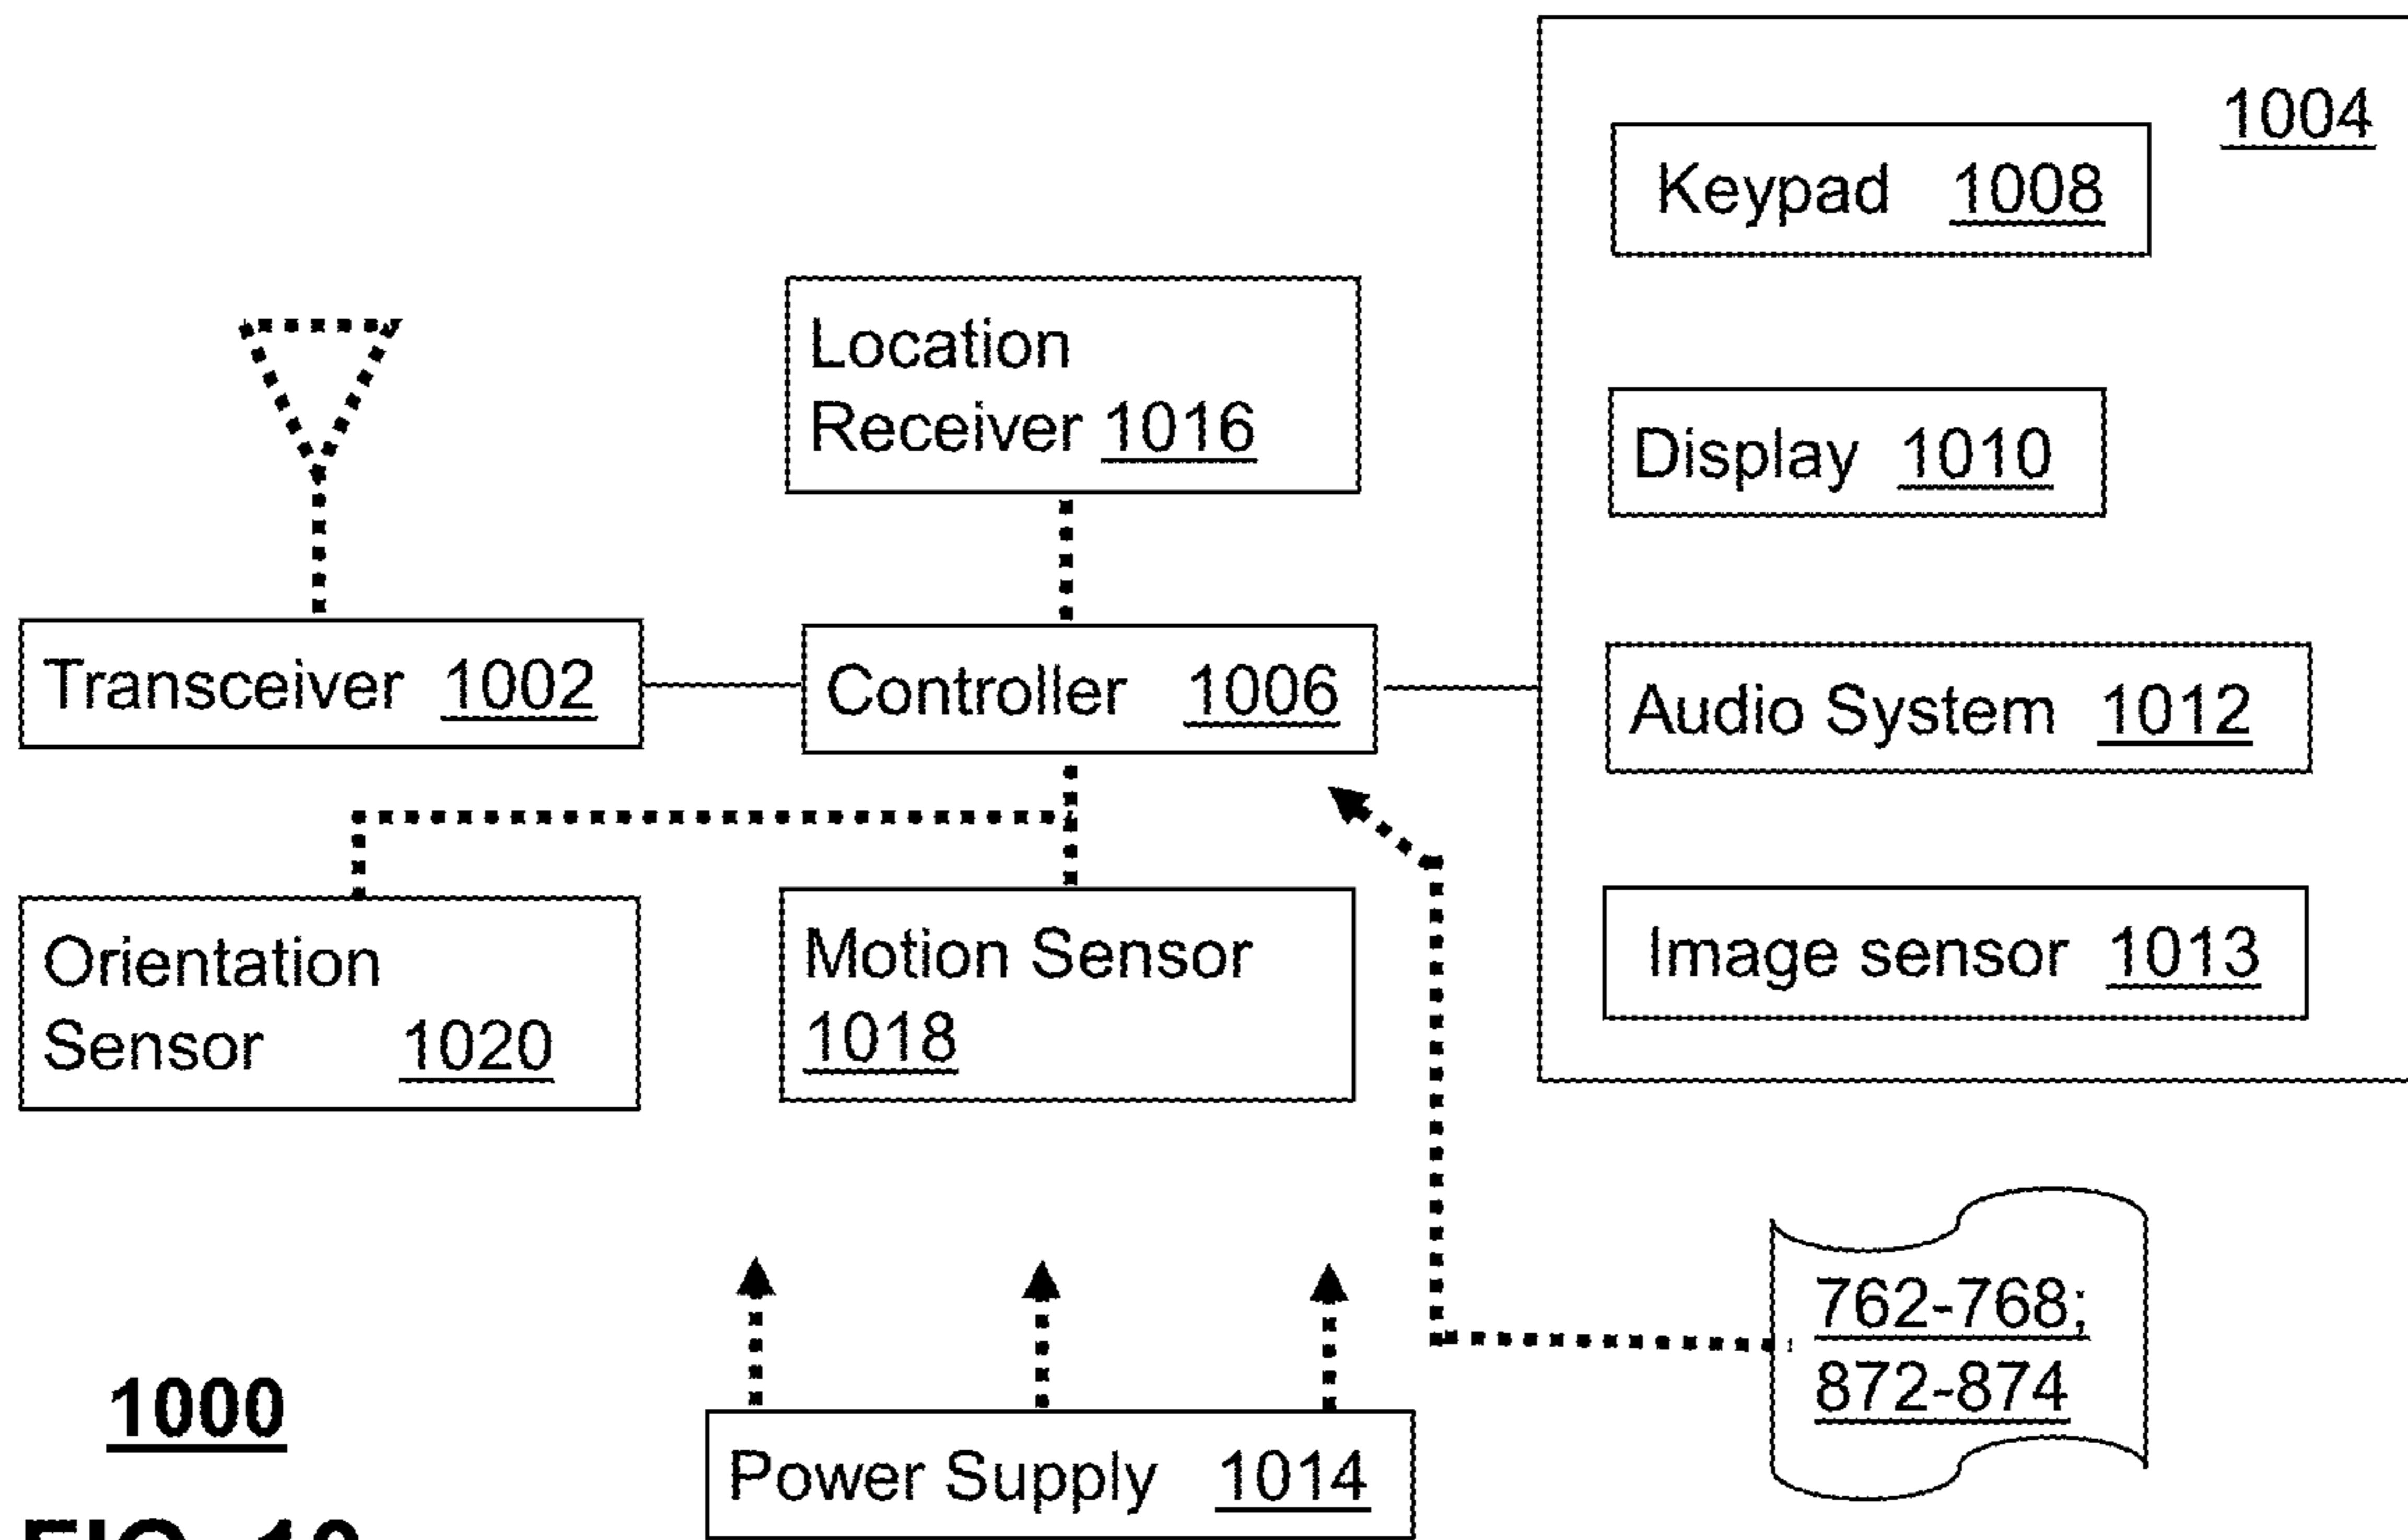 1004
Keypad 1008
Location
Receiver 1016
Display 1010
Transceiver 1002
Controller 1006
Audio System 1012
Orientation
Sensor 1020
Motion Sensor
1018
Image sensor 1013
762-768;
872-874
1000
Power Supply 1014